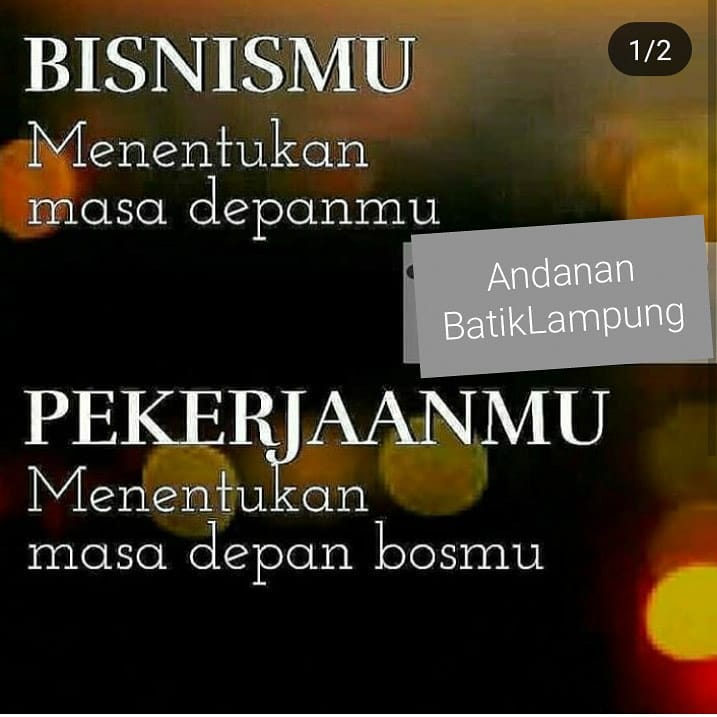 BISNISMU
1/2
Menentukan
masa depanmu
Andanan
BatikLampung
PEKERJAANMU
Menentukan
masa depan bosmu